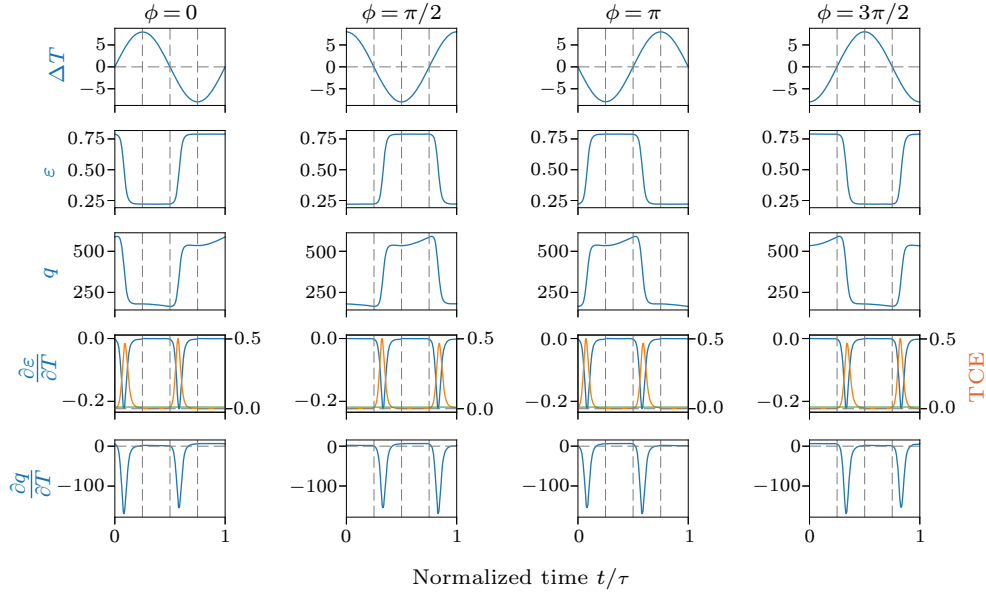 ϕ = 0 ϕ = π/2 ϕ = π ϕ = 3π/2
ΔT
5 5 5 5
0 0 0 0
−5 −5 −5 −5
ε
0.75 0.75 0.75 0.75
0.50 0.50 0.50 0.50
0.25 0.25 0.25 0.25
q
500 500 500 500
250 250 250 250
∂ε/∂T
0.0 0.5 0.0 0.5 0.0 0.5 0.0 0.5
−0.2 0.0 −0.2 0.0 −0.2 0.0 −0.2 0.0
TCE
∂q/∂T
0 0 0 0
−100 −100 −100 −100
0 1 0 1 0 1 0 1
Normalized time t/τ